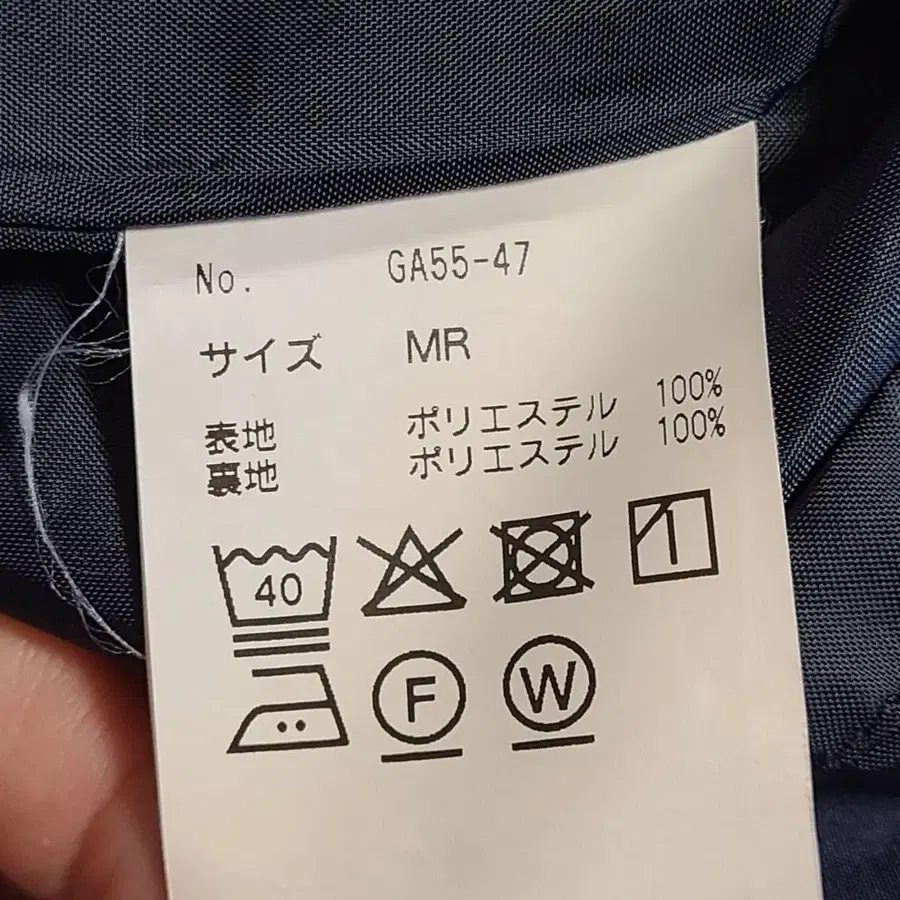 No. GA55-47
サイズ MR
表地 ポリエステル 100%
裏地 ポリエステル 100%
40
F W